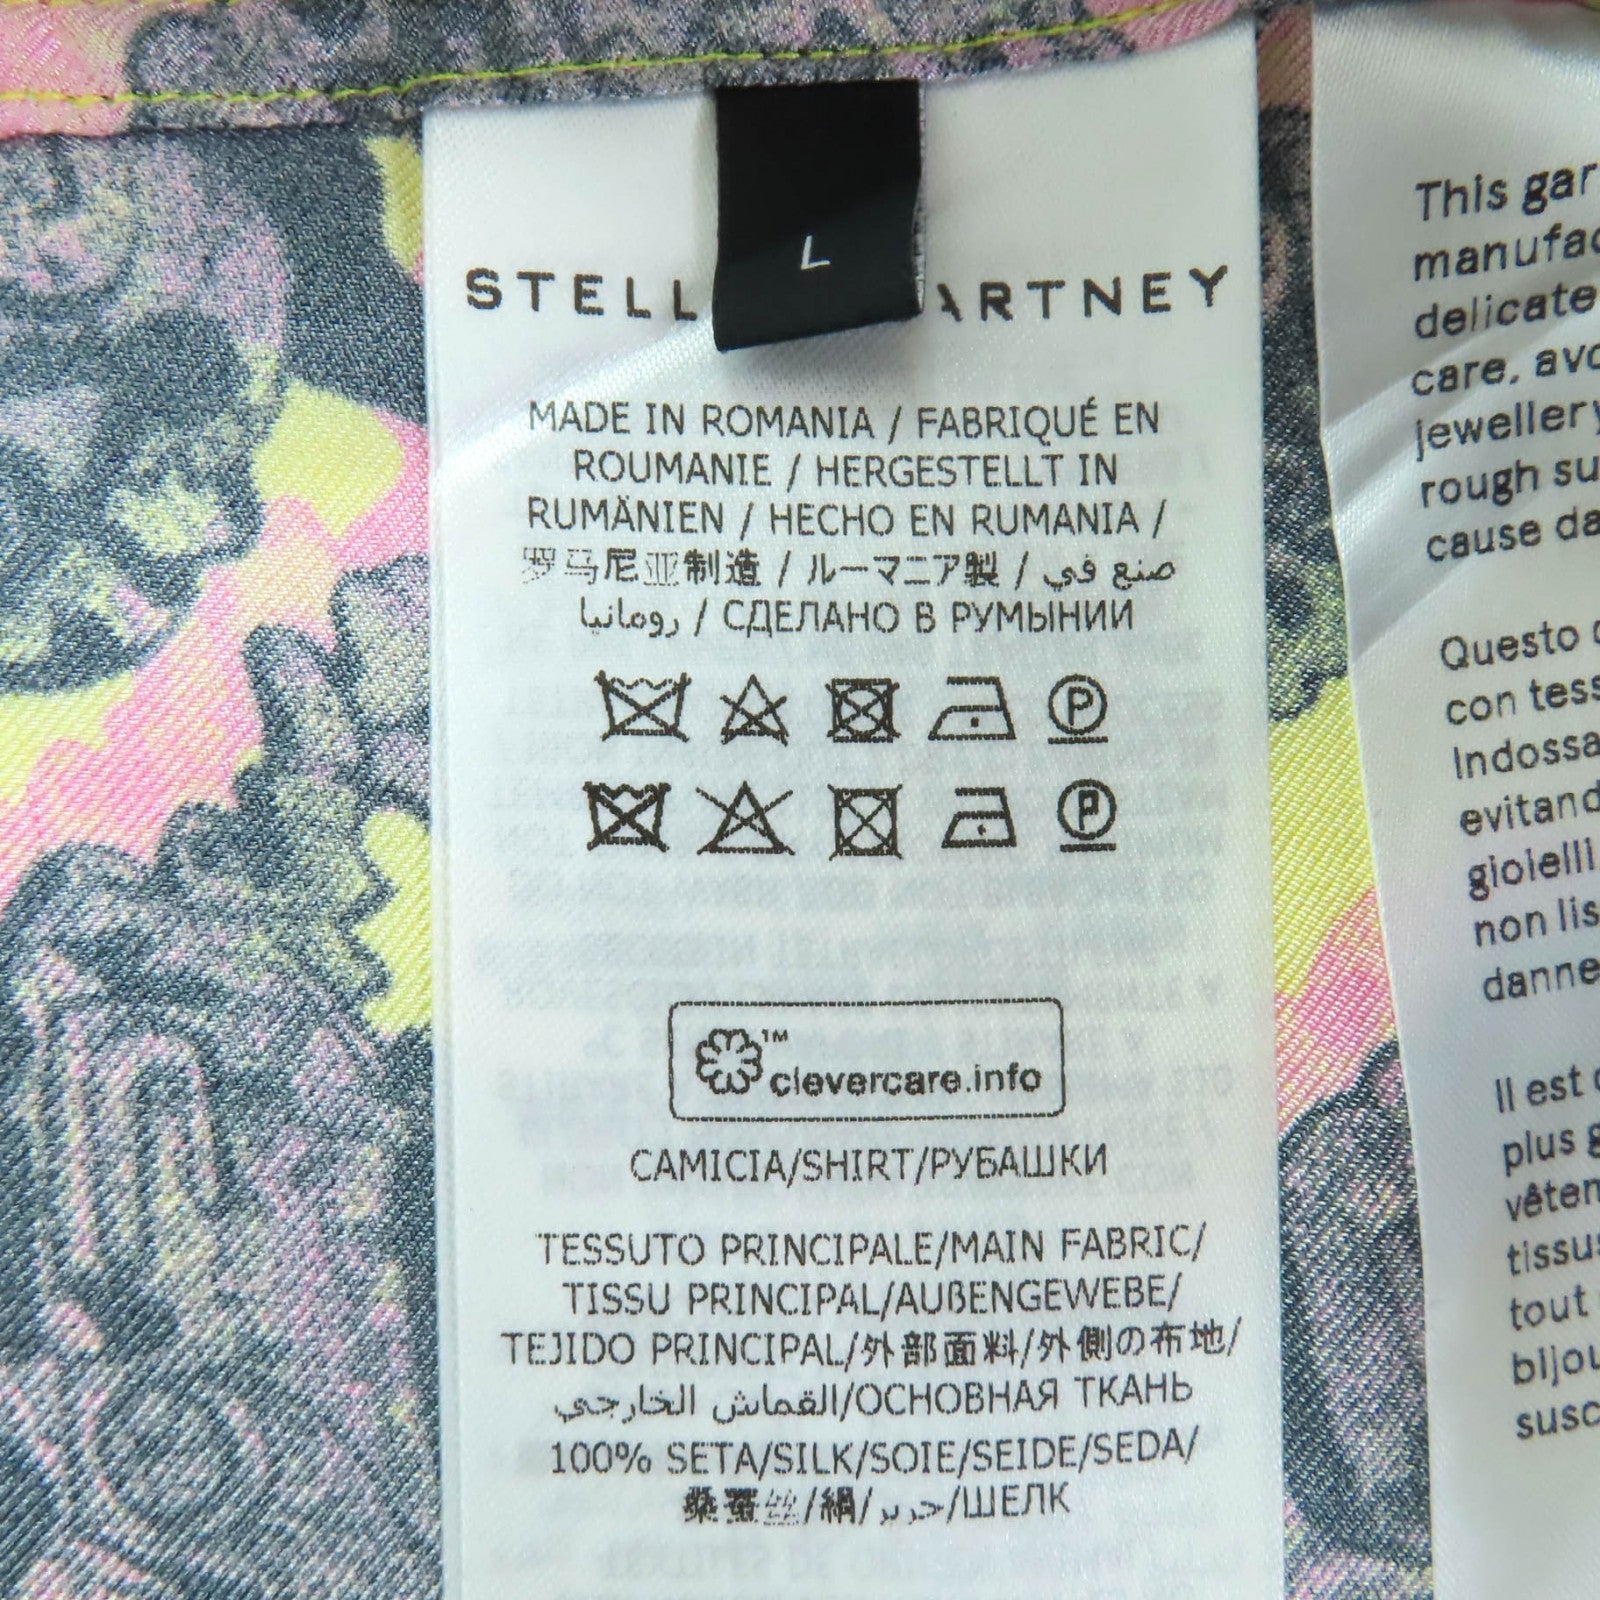 L
STELL ARTNEY
MADE IN ROMANIA / FABRIQUÉ EN
ROUMANIE / HERGESTELLT IN
RUMÄNIEN / HECHO EN RUMANIA /
罗马尼亚制造 / ルーマニア製 / صنع في
رومانيا / СДЕЛАНО В РУМЫНИИ
P
P
™
clevercare.info
CAMICIA/SHIRT/РУБАШКИ
TESSUTO PRINCIPALE/MAIN FABRIC/
TISSU PRINCIPAL/AUßENGEWEBE/
TEJIDO PRINCIPAL/外部面料/外側の布地/
القماش الخارجي/ОСНОВНАЯ ТКАНЬ
100% SETA/SILK/SOIE/SEIDE/SEDA/
桑蚕丝/絹/حرير/ШЕЛК
This gar
manufac
delicate
care, avo
jewellery
rough su
cause da
Questo
con tess
Indossa
evitand
gioielli
non lis
danne
Il est
plus g
vêten
tissus
tout
bijou
susc